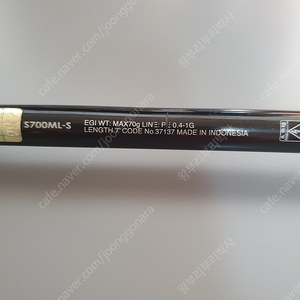 cafe.naver.com/joonggonara
S700ML-S
EGI WT: MAX70g LINE: PE 0.4-1G
LENGTH 7' CODE No.37137 MADE IN INDONESIA